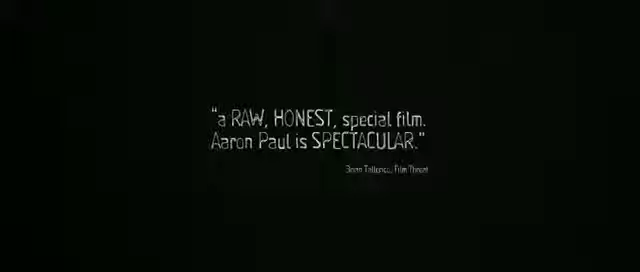 “a RAW, HONEST, special film.
Aaron Paul is SPECTACULAR.”
Film Threat